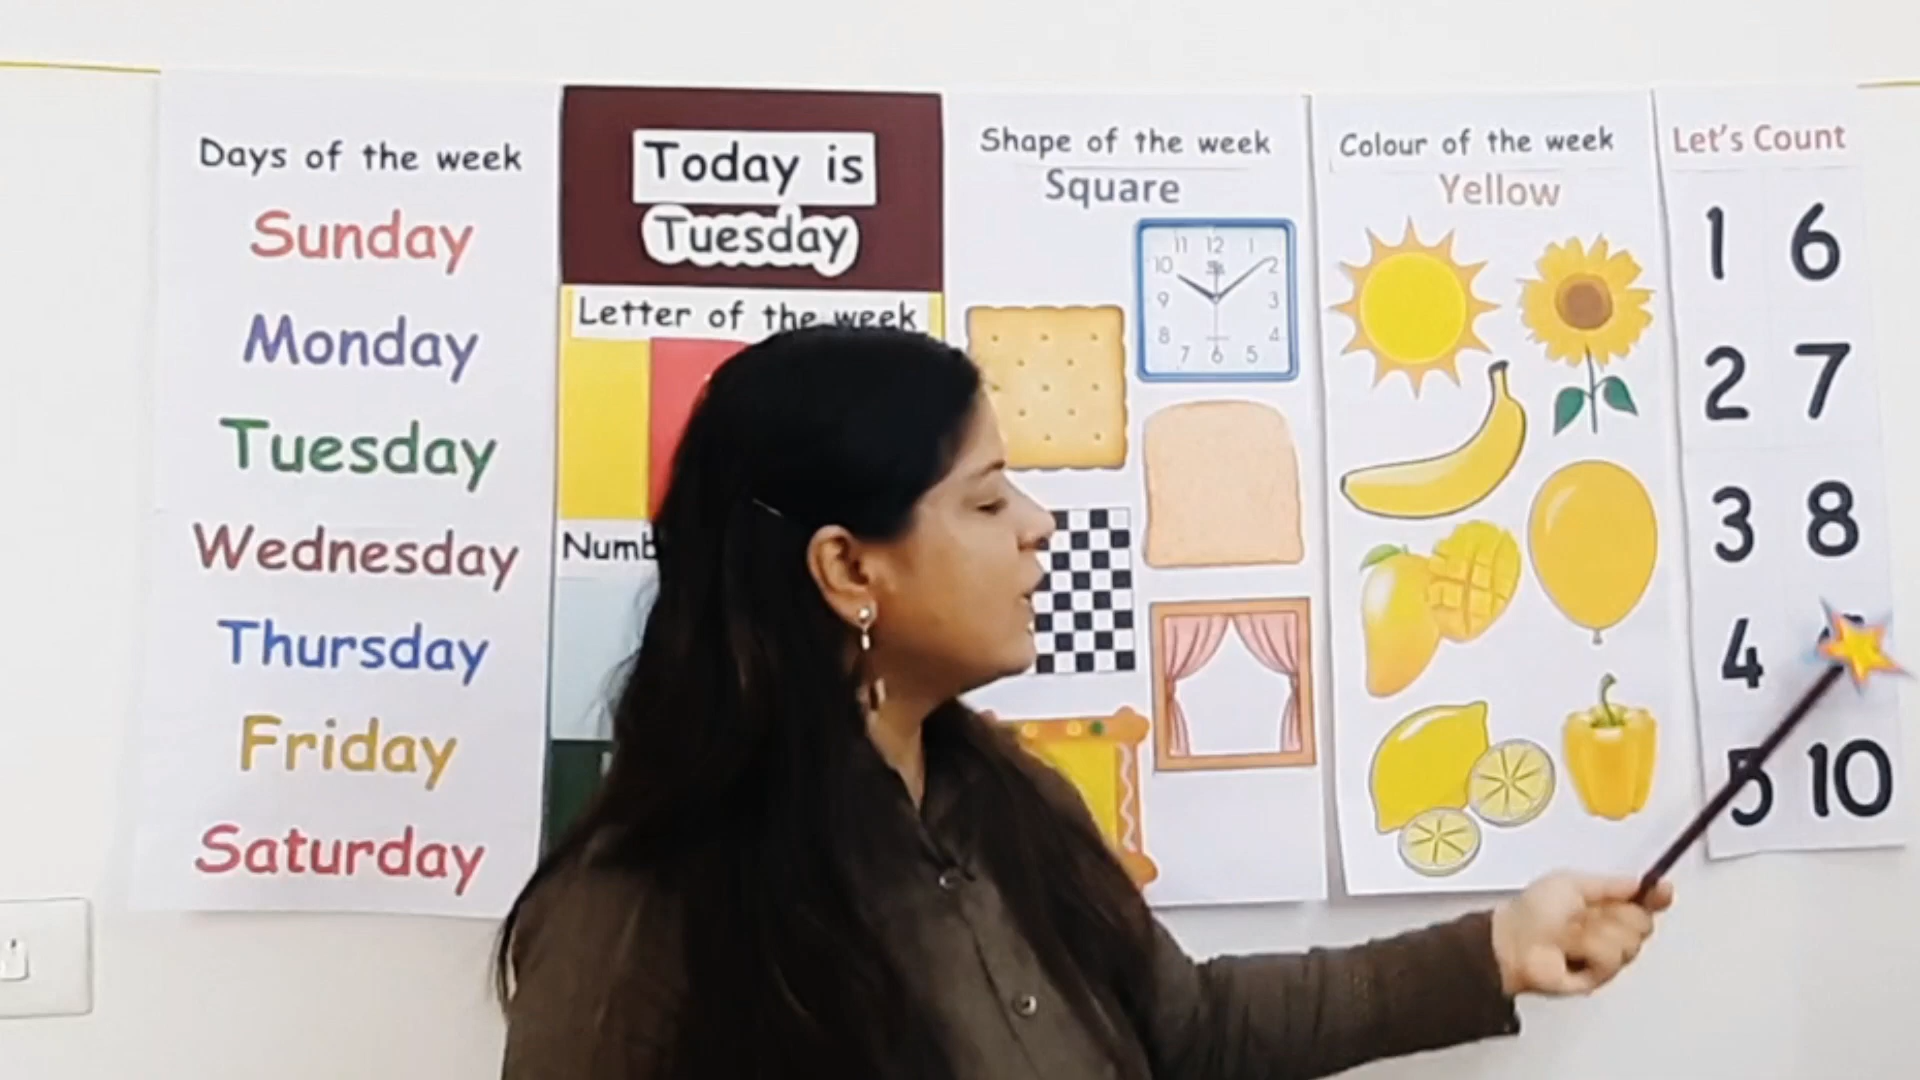 Days of the week
Sunday
Monday
Tuesday
Wednesday
Thursday
Friday
Saturday
Today is
Tuesday
Letter of the week
Shape of the week
Square
11 12 1
10 2
9 3
8 4
7 6 5
Colour of the week
Yellow
Let's Count
1 6
2 7
3 8
4
5 10